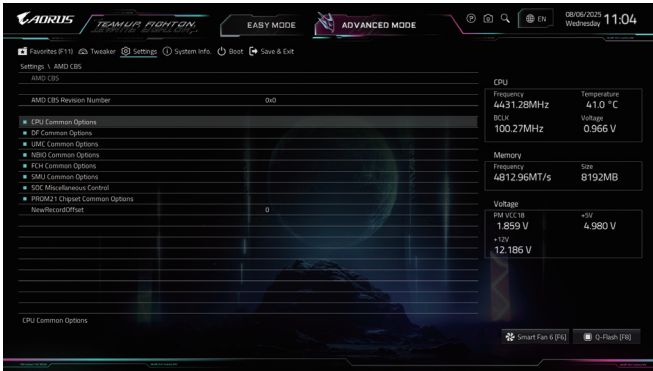 AORUS
TEAM UP. FIGHT ON.
EASY MODE
ADVANCED MODE
EN
08/06/2025
Wednesday
11:04
Favorites (F11)
Tweaker
Settings
System Info.
Boot
Save & Exit
Settings \ AMD CBS
AMD CBS
AMD CBS Revision Number 0x0
CPU Common Options
DF Common Options
UMC Common Options
NBIO Common Options
FCH Common Options
SMU Common Options
SOC Miscellaneous Control
PROM21 Chipset Common Options
NewRecordOffset 0
CPU Common Options
CPU
Frequency Temperature
4431.28MHz 41.0 °C
BCLK Voltage
100.27MHz 0.966 V
Memory
Frequency Size
4812.96MT/s 8192MB
Voltage
PM VCC18 +5V
1.859 V 4.980 V
+12V
12.186 V
Smart Fan 6 [F6]
Q-Flash [F8]